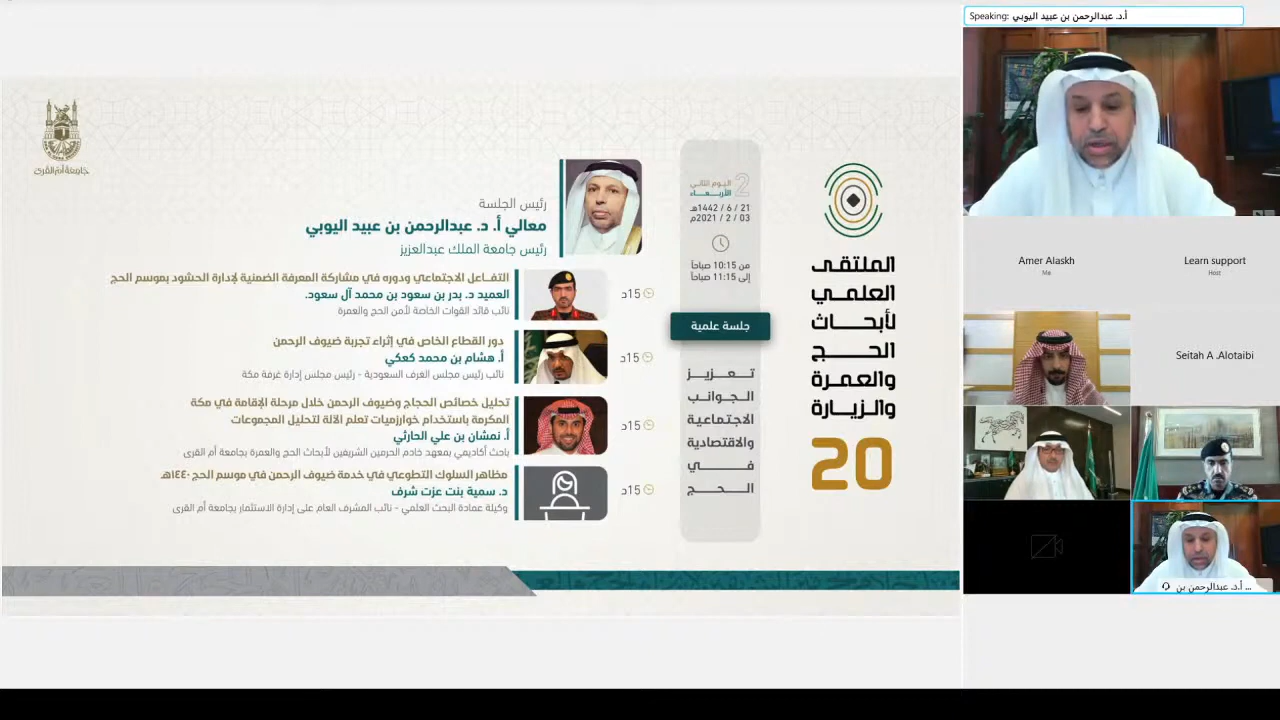 Speaking: أ.د. عبدالرحمن بن عبيد اليوبي
جامعة أم القرى
الملتقى
العلمي
لأبحاث
الحج
والعمرة
والزيارة
20
2 اليوم الثاني
الأربعاء
21 / 6 / 1442هـ
03 / 2 / 2021م
من 10:15 صباحاً
إلى 11:15 صباحاً
جلسة علمية
تعزيز
الجوانب
الاجتماعية
والاقتصادية
في
الحج
رئيس الجلسة
معالي أ. د. عبدالرحمن بن عبيد اليوبي
رئيس جامعة الملك عبدالعزيز
15د
التفاعل الاجتماعي ودوره في مشاركة المعرفة الضمنية لإدارة الحشود بموسم الحج
العميد د. بدر بن سعود بن محمد آل سعود.
نائب قائد القوات الخاصة لأمن الحج والعمرة
15د
دور القطاع الخاص في إثراء تجربة ضيوف الرحمن
أ. هشام بن محمد كعكي
نائب رئيس مجلس الغرف السعودية - رئيس مجلس إدارة غرفة مكة
15د
تحليل خصائص الحجاج وضيوف الرحمن خلال مرحلة الإقامة في مكة
المكرمة باستخدام خوارزميات تعلم الآلة لتحليل المجموعات
أ. نمشان بن علي الحارثي
باحث أكاديمي بمعهد خادم الحرمين الشريفين لأبحاث الحج والعمرة بجامعة أم القرى
15د
مظاهر السلوك التطوعي في خدمة ضيوف الرحمن في موسم الحج ١٤٤٠هـ
د. سمية بنت عزت شرف
وكيلة عمادة البحث العلمي - نائب المشرف العام على إدارة الاستثمار بجامعة أم القرى
Amer Alaskh
Me
Learn support
Host
Seitah A .Alotaibi
أ.د. عبدالرحمن بن ...